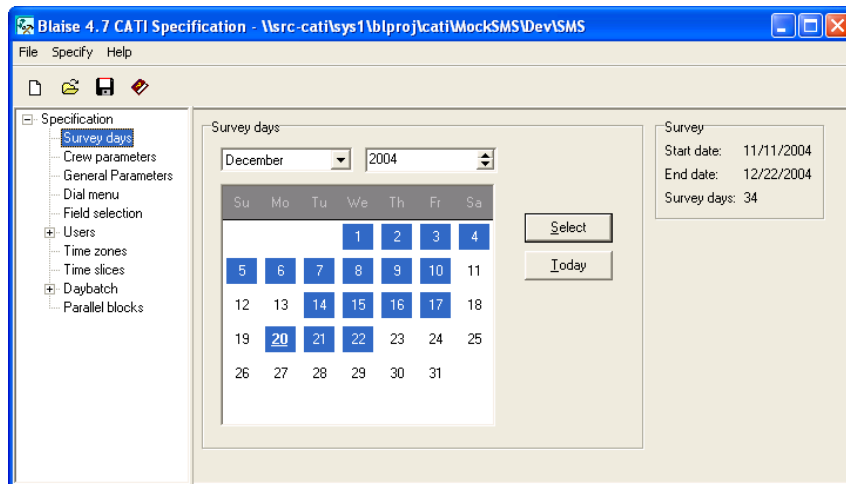 Blaise 4.7 CATI Specification - \\src-cati\sys1\blproj\cati\MockSMS\Dev\SMS
File Specify Help
Specification
Survey days
Crew parameters
General Parameters
Dial menu
Field selection
Users
Time zones
Time slices
Daybatch
Parallel blocks
Survey days
December 2004
Su Mo Tu We Th Fr Sa
1 2 3 4
5 6 7 8 9 10 11
12 13 14 15 16 17 18
19 20 21 22 23 24 25
26 27 28 29 30 31
Select
Today
Survey
Start date: 11/11/2004
End date: 12/22/2004
Survey days: 34